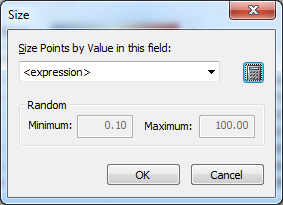 Size
Size Points by Value in this field:
<expression>
Random
Minimum: 0.10 Maximum: 100.00
OK Cancel